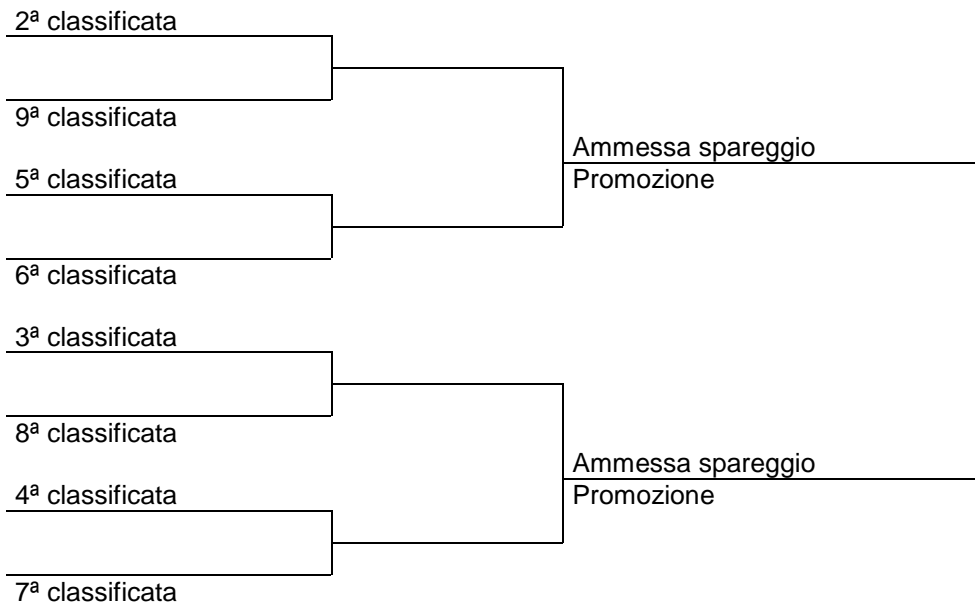 2ª classificata
9ª classificata
Ammessa spareggio
Promozione
5ª classificata
6ª classificata
3ª classificata
8ª classificata
Ammessa spareggio
Promozione
4ª classificata
7ª classificata